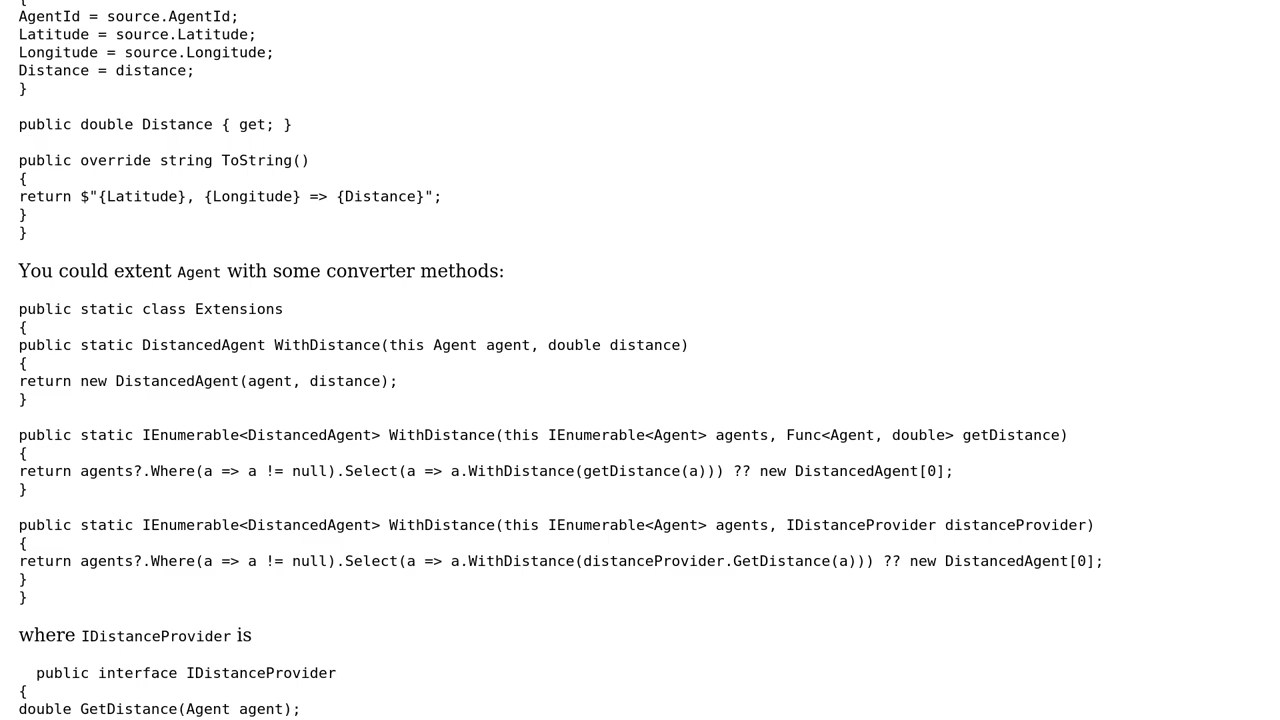 {
AgentId = source.AgentId;
Latitude = source.Latitude;
Longitude = source.Longitude;
Distance = distance;
}
public double Distance { get; }
public override string ToString()
{
return $"{Latitude}, {Longitude} => {Distance}";
}
}
You could extent Agent with some converter methods:
public static class Extensions
{
public static DistancedAgent WithDistance(this Agent agent, double distance)
{
return new DistancedAgent(agent, distance);
}
public static IEnumerable<DistancedAgent> WithDistance(this IEnumerable<Agent> agents, Func<Agent, double> getDistance)
{
return agents?.Where(a => a != null).Select(a => a.WithDistance(getDistance(a))) ?? new DistancedAgent[0];
}
public static IEnumerable<DistancedAgent> WithDistance(this IEnumerable<Agent> agents, IDistanceProvider distanceProvider)
{
return agents?.Where(a => a != null).Select(a => a.WithDistance(distanceProvider.GetDistance(a))) ?? new DistancedAgent[0];
}
}
where IDistanceProvider is
public interface IDistanceProvider
{
double GetDistance(Agent agent);